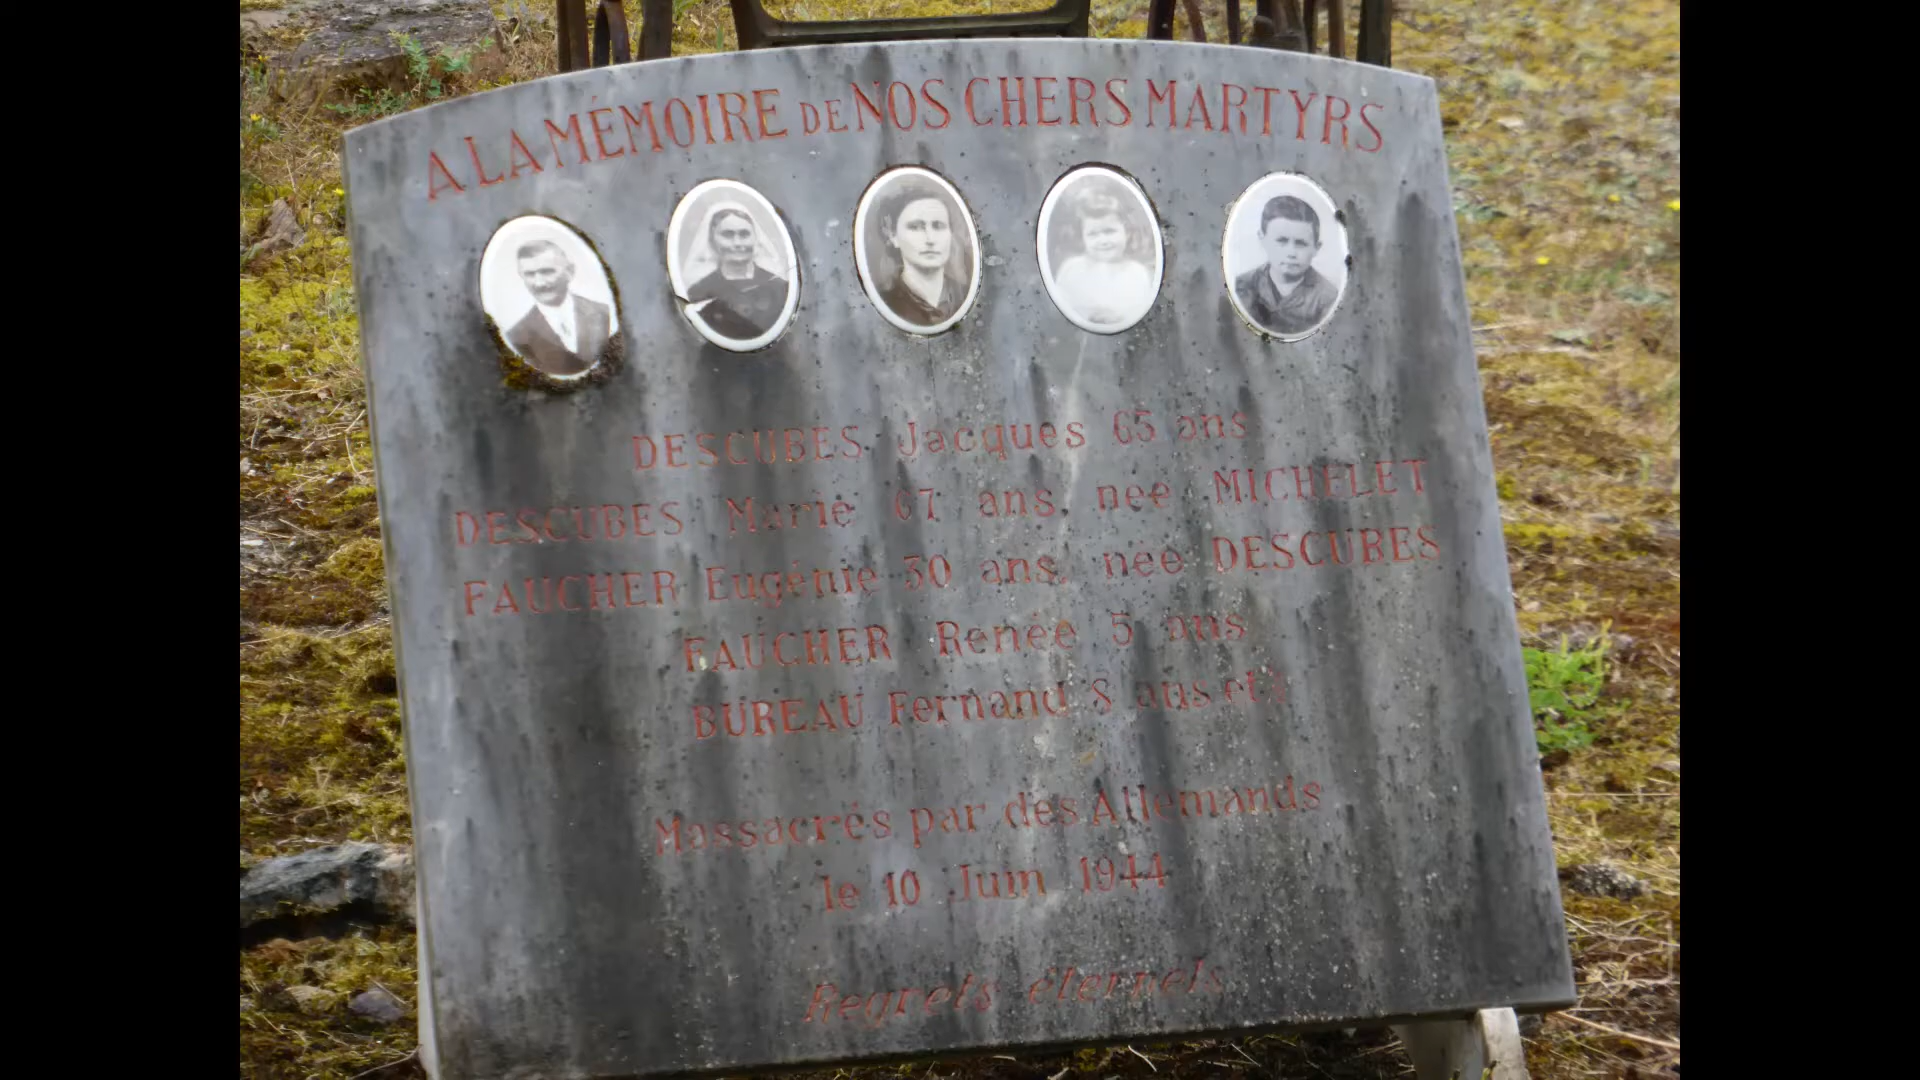 A LA MÉMOIRE DE NOS CHERS MARTYRS
DESCUBES Jacques 65 ans
DESCUBES Marie 67 ans, née MICHELET
FAUCHER Eugénie 30 ans, née DESCUBES
FAUCHER Renée 5 ans
BUREAU Fernand 8 ans et
Massacrés par des Allemands
le 10 Juin 1944
Regrets éternels